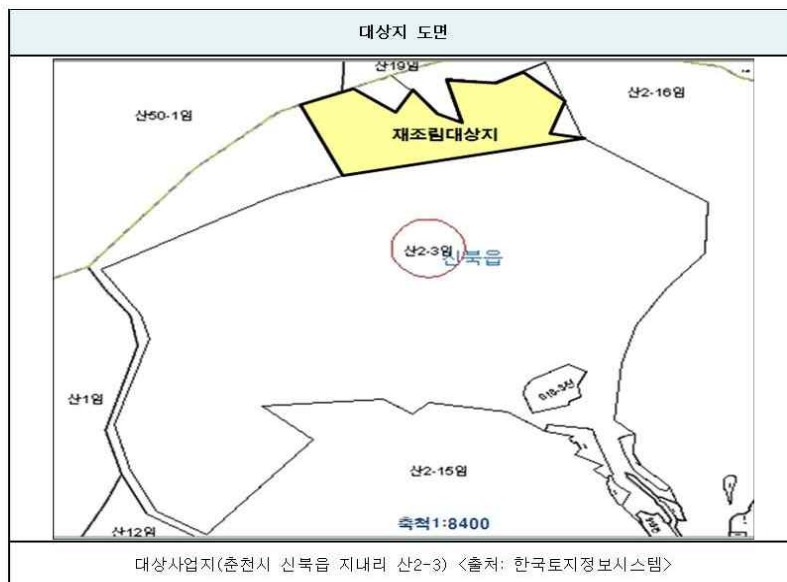 대상지 도면
산19임
산50-1임
산2-16임
재조림대상지
산2-3임
신북읍
산1임
산2-15임
산12임
축척1:8400
대상사업지(춘천시 신북읍 지내리 산2-3) <출처: 한국토지정보시스템>